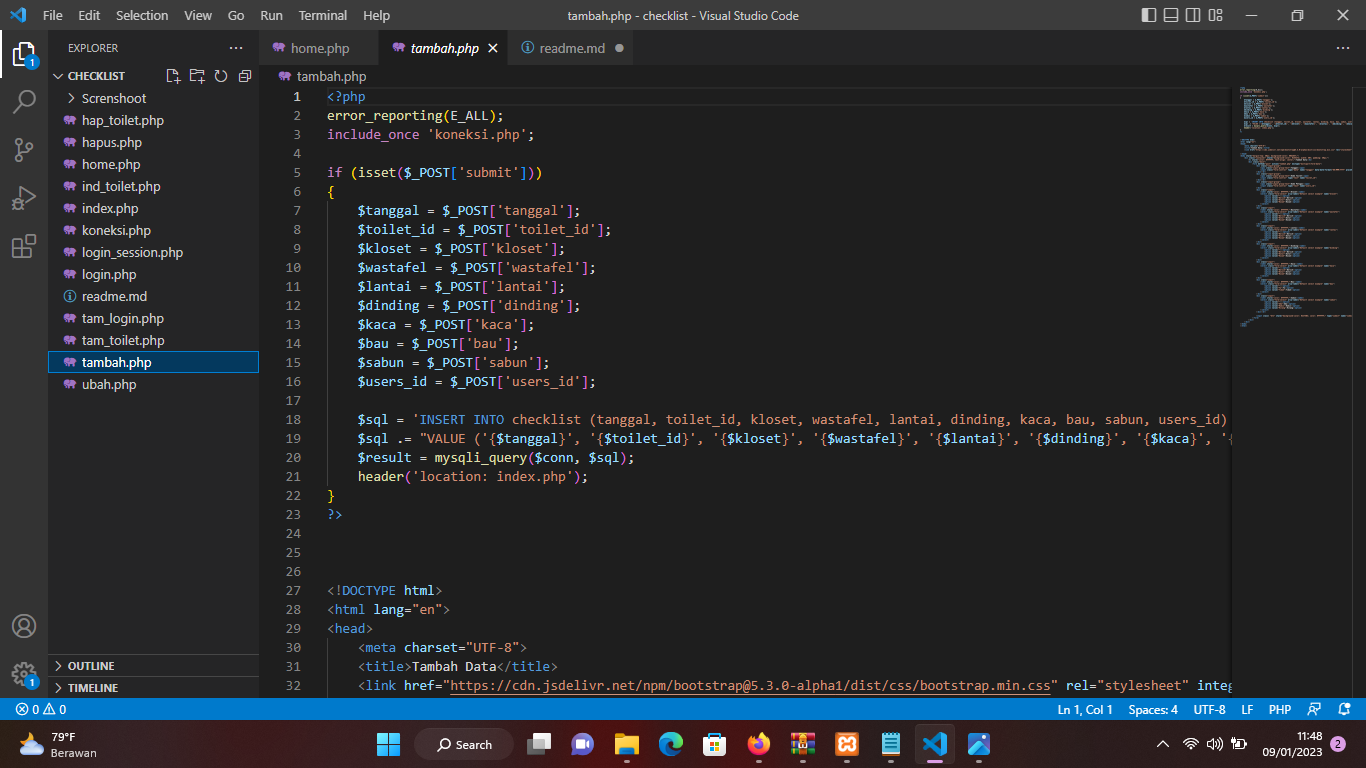 File Edit Selection View Go Run Terminal Help
tambah.php - checklist - Visual Studio Code
EXPLORER
CHECKLIST
Screnshoot
hap_toilet.php
hapus.php
home.php
ind_toilet.php
index.php
koneksi.php
login_session.php
login.php
readme.md
tam_login.php
tam_toilet.php
tambah.php
ubah.php
OUTLINE
TIMELINE
home.php tambah.php readme.md
tambah.php
1 <?php
2 error_reporting(E_ALL);
3 include_once 'koneksi.php';
4
5 if (isset($_POST['submit']))
6 {
7 $tanggal = $_POST['tanggal'];
8 $toilet_id = $_POST['toilet_id'];
9 $kloset = $_POST['kloset'];
10 $wastafel = $_POST['wastafel'];
11 $lantai = $_POST['lantai'];
12 $dinding = $_POST['dinding'];
13 $kaca = $_POST['kaca'];
14 $bau = $_POST['bau'];
15 $sabun = $_POST['sabun'];
16 $users_id = $_POST['users_id'];
17
18 $sql = 'INSERT INTO checklist (tanggal, toilet_id, kloset, wastafel, lantai, dinding, kaca, bau, sabun, users_id)
19 $sql .= "VALUE ('{$tanggal}', '{$toilet_id}', '{$kloset}', '{$wastafel}', '{$lantai}', '{$dinding}', '{$kaca}', '{
20 $result = mysqli_query($conn, $sql);
21 header('location: index.php');
22 }
23 ?>
24
25
26
27 <!DOCTYPE html>
28 <html lang="en">
29 <head>
30 <meta charset="UTF-8">
31 <title>Tambah Data</title>
32 <link href="https://cdn.jsdelivr.net/npm/bootstrap@5.3.0-alpha1/dist/css/bootstrap.min.css" rel="stylesheet" integ
1
1
0 0
Ln 1, Col 1 Spaces: 4 UTF-8 LF PHP
79°F
Berawan
Search
11:48
09/01/2023
2